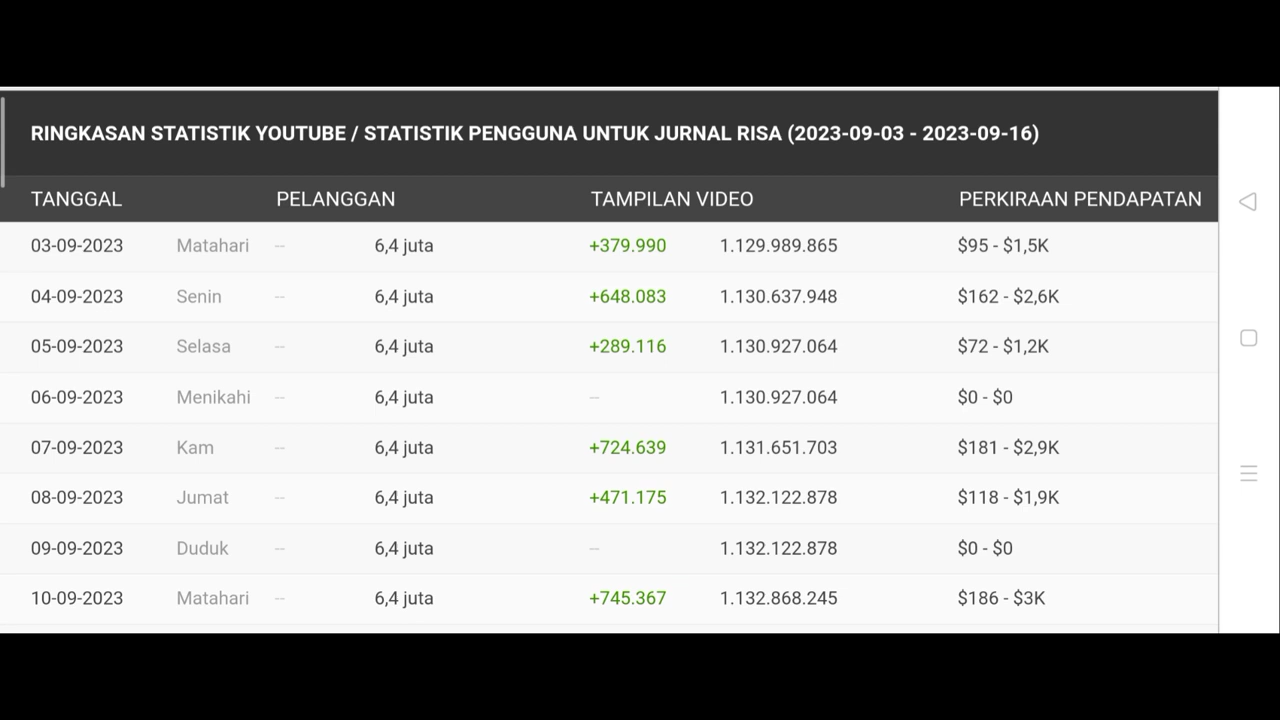 RINGKASAN STATISTIK YOUTUBE / STATISTIK PENGGUNA UNTUK JURNAL RISA (2023-09-03 - 2023-09-16)
TANGGAL PELANGGAN TAMPILAN VIDEO PERKIRAAN PENDAPATAN
03-09-2023 Matahari -- 6,4 juta +379.990 1.129.989.865 $95 - $1,5K
04-09-2023 Senin -- 6,4 juta +648.083 1.130.637.948 $162 - $2,6K
05-09-2023 Selasa -- 6,4 juta +289.116 1.130.927.064 $72 - $1,2K
06-09-2023 Menikahi -- 6,4 juta -- 1.130.927.064 $0 - $0
07-09-2023 Kam -- 6,4 juta +724.639 1.131.651.703 $181 - $2,9K
08-09-2023 Jumat -- 6,4 juta +471.175 1.132.122.878 $118 - $1,9K
09-09-2023 Duduk -- 6,4 juta -- 1.132.122.878 $0 - $0
10-09-2023 Matahari -- 6,4 juta +745.367 1.132.868.245 $186 - $3K